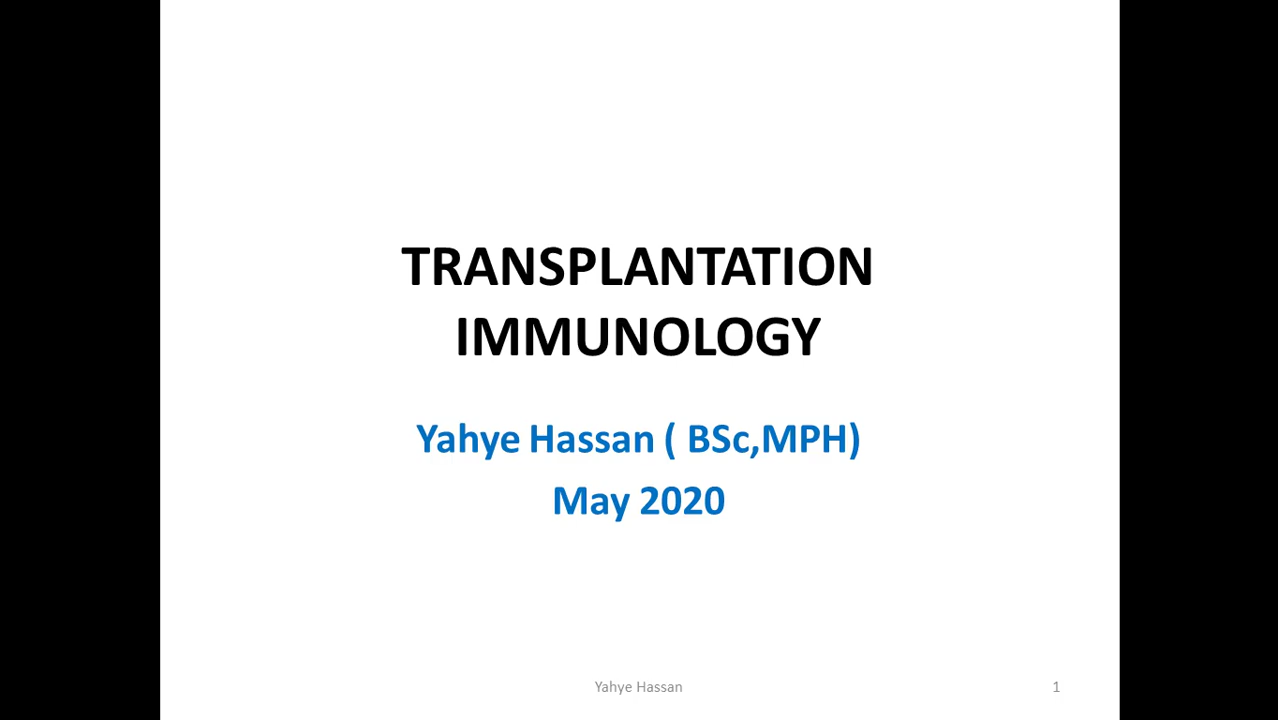 TRANSPLANTATION
IMMUNOLOGY
Yahye Hassan ( BSc,MPH)
May 2020
Yahye Hassan
1